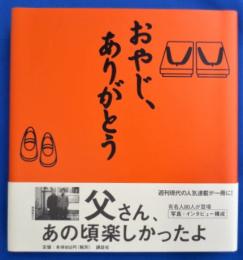 おやじ、
ありがとう
週刊現代の人気連載が一冊に!
有名人80人が登場
写真・インタビュー構成
父さん、
あの頃楽しかったよ
講談社